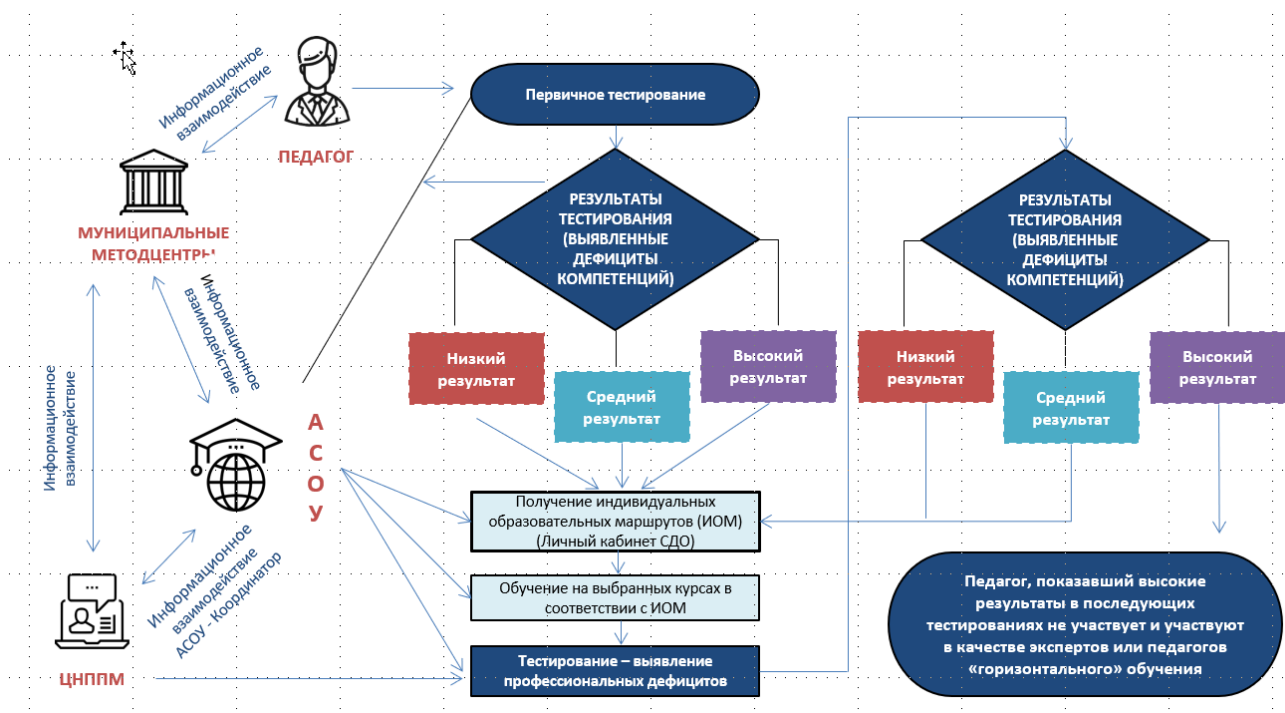 Информационное
взаимодействие
ПЕДАГОГ
МУНИЦИПАЛЬНЫЕ
МЕТОДЦЕНТРЫ
Информационное
взаимодействие
Информационное
взаимодействие
А
С
О
У
Информационное
взаимодействие
АСОУ - Координатор
ЦНППМ
Первичное тестирование
РЕЗУЛЬТАТЫ
ТЕСТИРОВАНИЯ
(ВЫЯВЛЕННЫЕ
ДЕФИЦИТЫ
КОМПЕТЕНЦИЙ)
Низкий
результат
Средний
результат
Высокий
результат
Получение индивидуальных
образовательных маршрутов (ИОМ)
(Личный кабинет СДО)
Обучение на выбранных курсах в
соответствии с ИОМ
Тестирование – выявление
профессиональных дефицитов
РЕЗУЛЬТАТЫ
ТЕСТИРОВАНИЯ
(ВЫЯВЛЕННЫЕ
ДЕФИЦИТЫ
КОМПЕТЕНЦИЙ)
Низкий
результат
Средний
результат
Высокий
результат
Педагог, показавший высокие
результаты в последующих
тестированиях не участвует и участвуют
в качестве экспертов или педагогов
«горизонтального» обучения